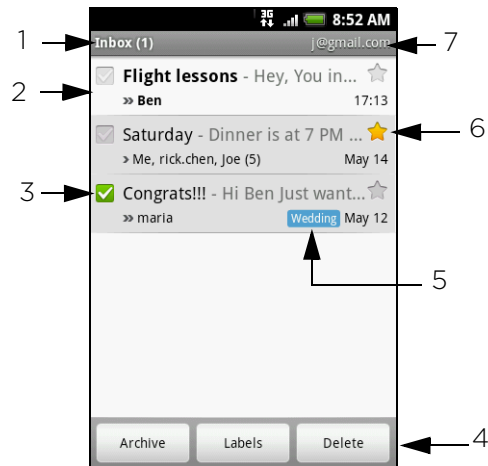 3G 8:52 AM
1 Inbox (1) j@gmail.com 7
2 Flight lessons - Hey, You in...
» Ben 17:13
Saturday - Dinner is at 7 PM ... 6
› Me, rick.chen, Joe (5) May 14
3 Congrats!!! - Hi Ben Just want...
» maria Wedding May 12
5
Archive Labels Delete 4